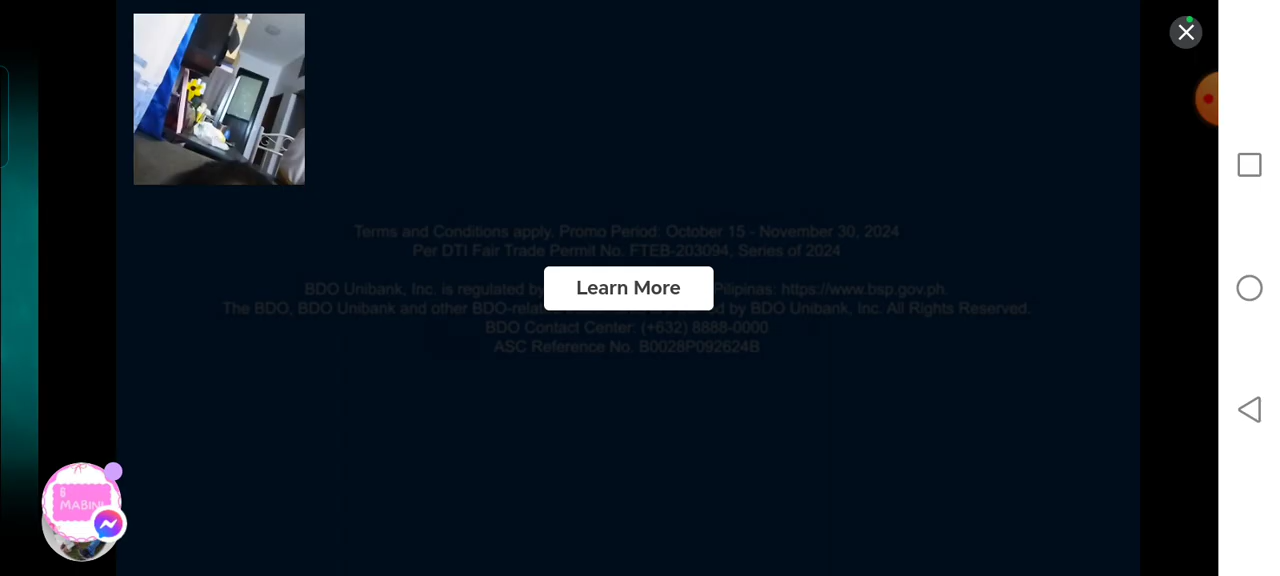 Terms and Conditions apply. Promo Period: October 15 - November 30, 2024
Per DTI Fair Trade Permit No. FTEB-203094, Series of 2024
Learn More
BDO Unibank, Inc. is regulated by Pilipinas: https://www.bsp.gov.ph.
The BDO, BDO Unibank and other BDO-rela d by BDO Unibank, Inc. All Rights Reserved.
BDO Contact Center: (+632) 8888-0000
ASC Reference No. B0028P092624B
8
MABINI